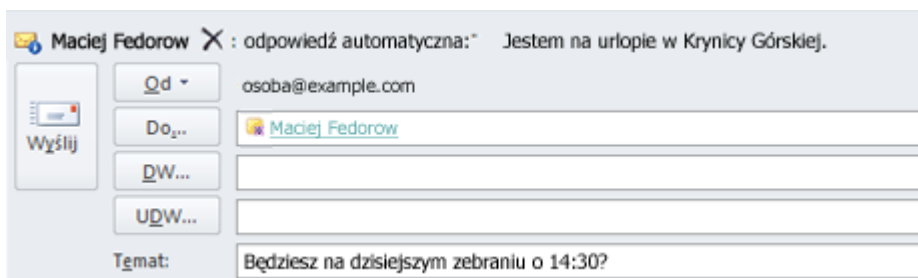 Maciej Fedorow X : odpowiedź automatyczna:" Jestem na urlopie w Krynicy Górskiej.
Od
osoba@example.com
Wyślij
Do...
Maciej Fedorow
DW...
UDW...
Temat:
Będziesz na dzisiejszym zebraniu o 14:30?